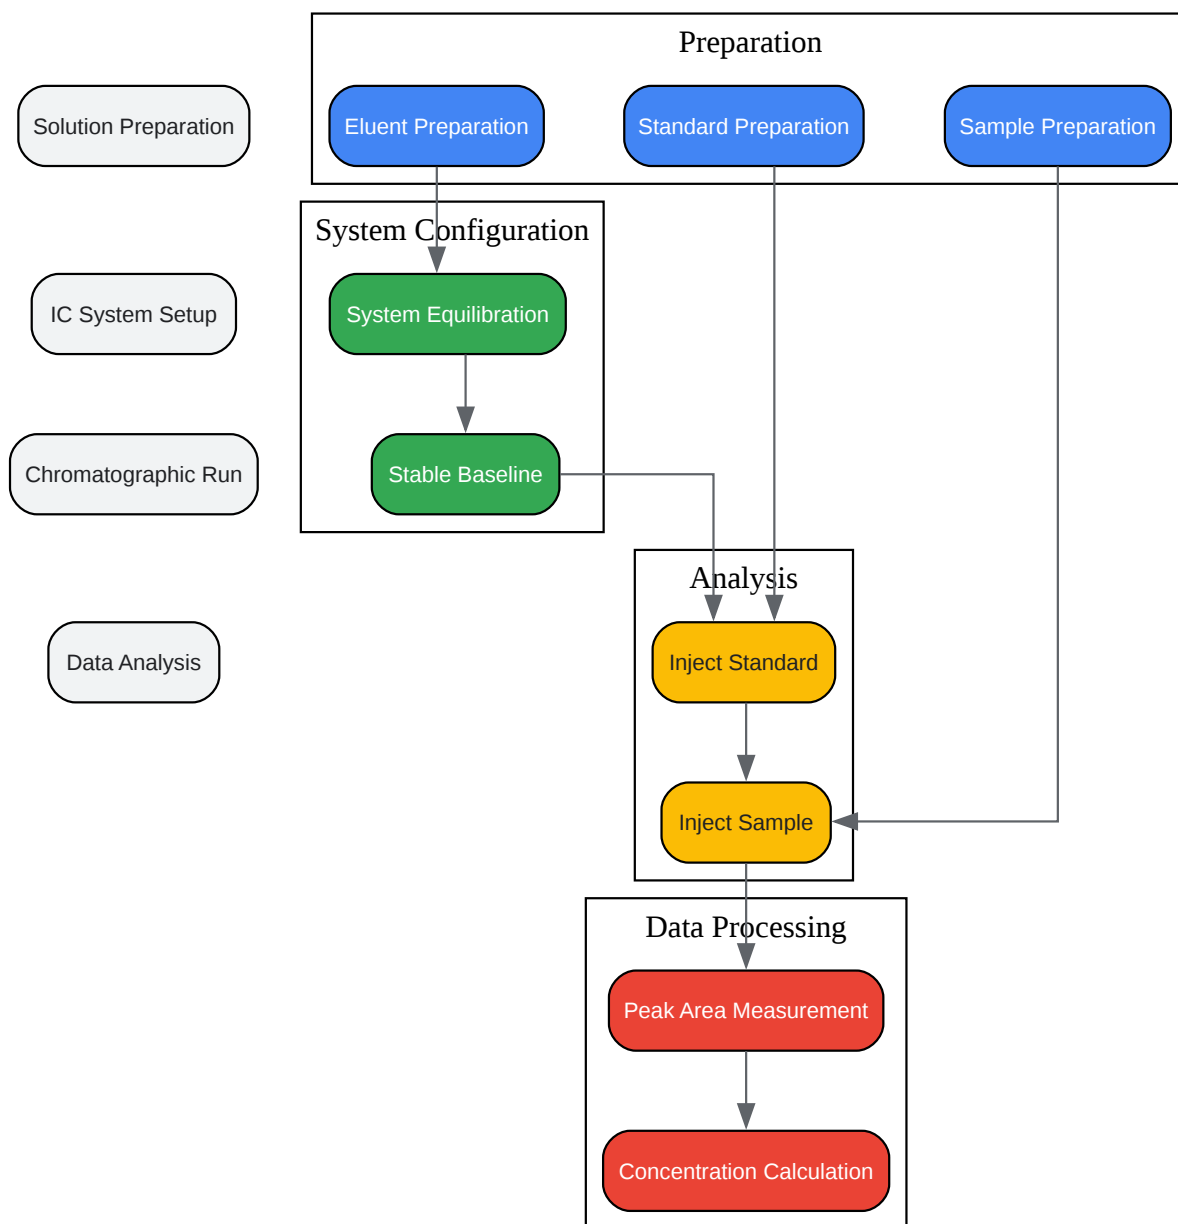 Preparation
Solution Preparation
Eluent Preparation
Standard Preparation
Sample Preparation
System Configuration
IC System Setup
System Equilibration
Chromatographic Run
Stable Baseline
Analysis
Data Analysis
Inject Standard
Inject Sample
Data Processing
Peak Area Measurement
Concentration Calculation